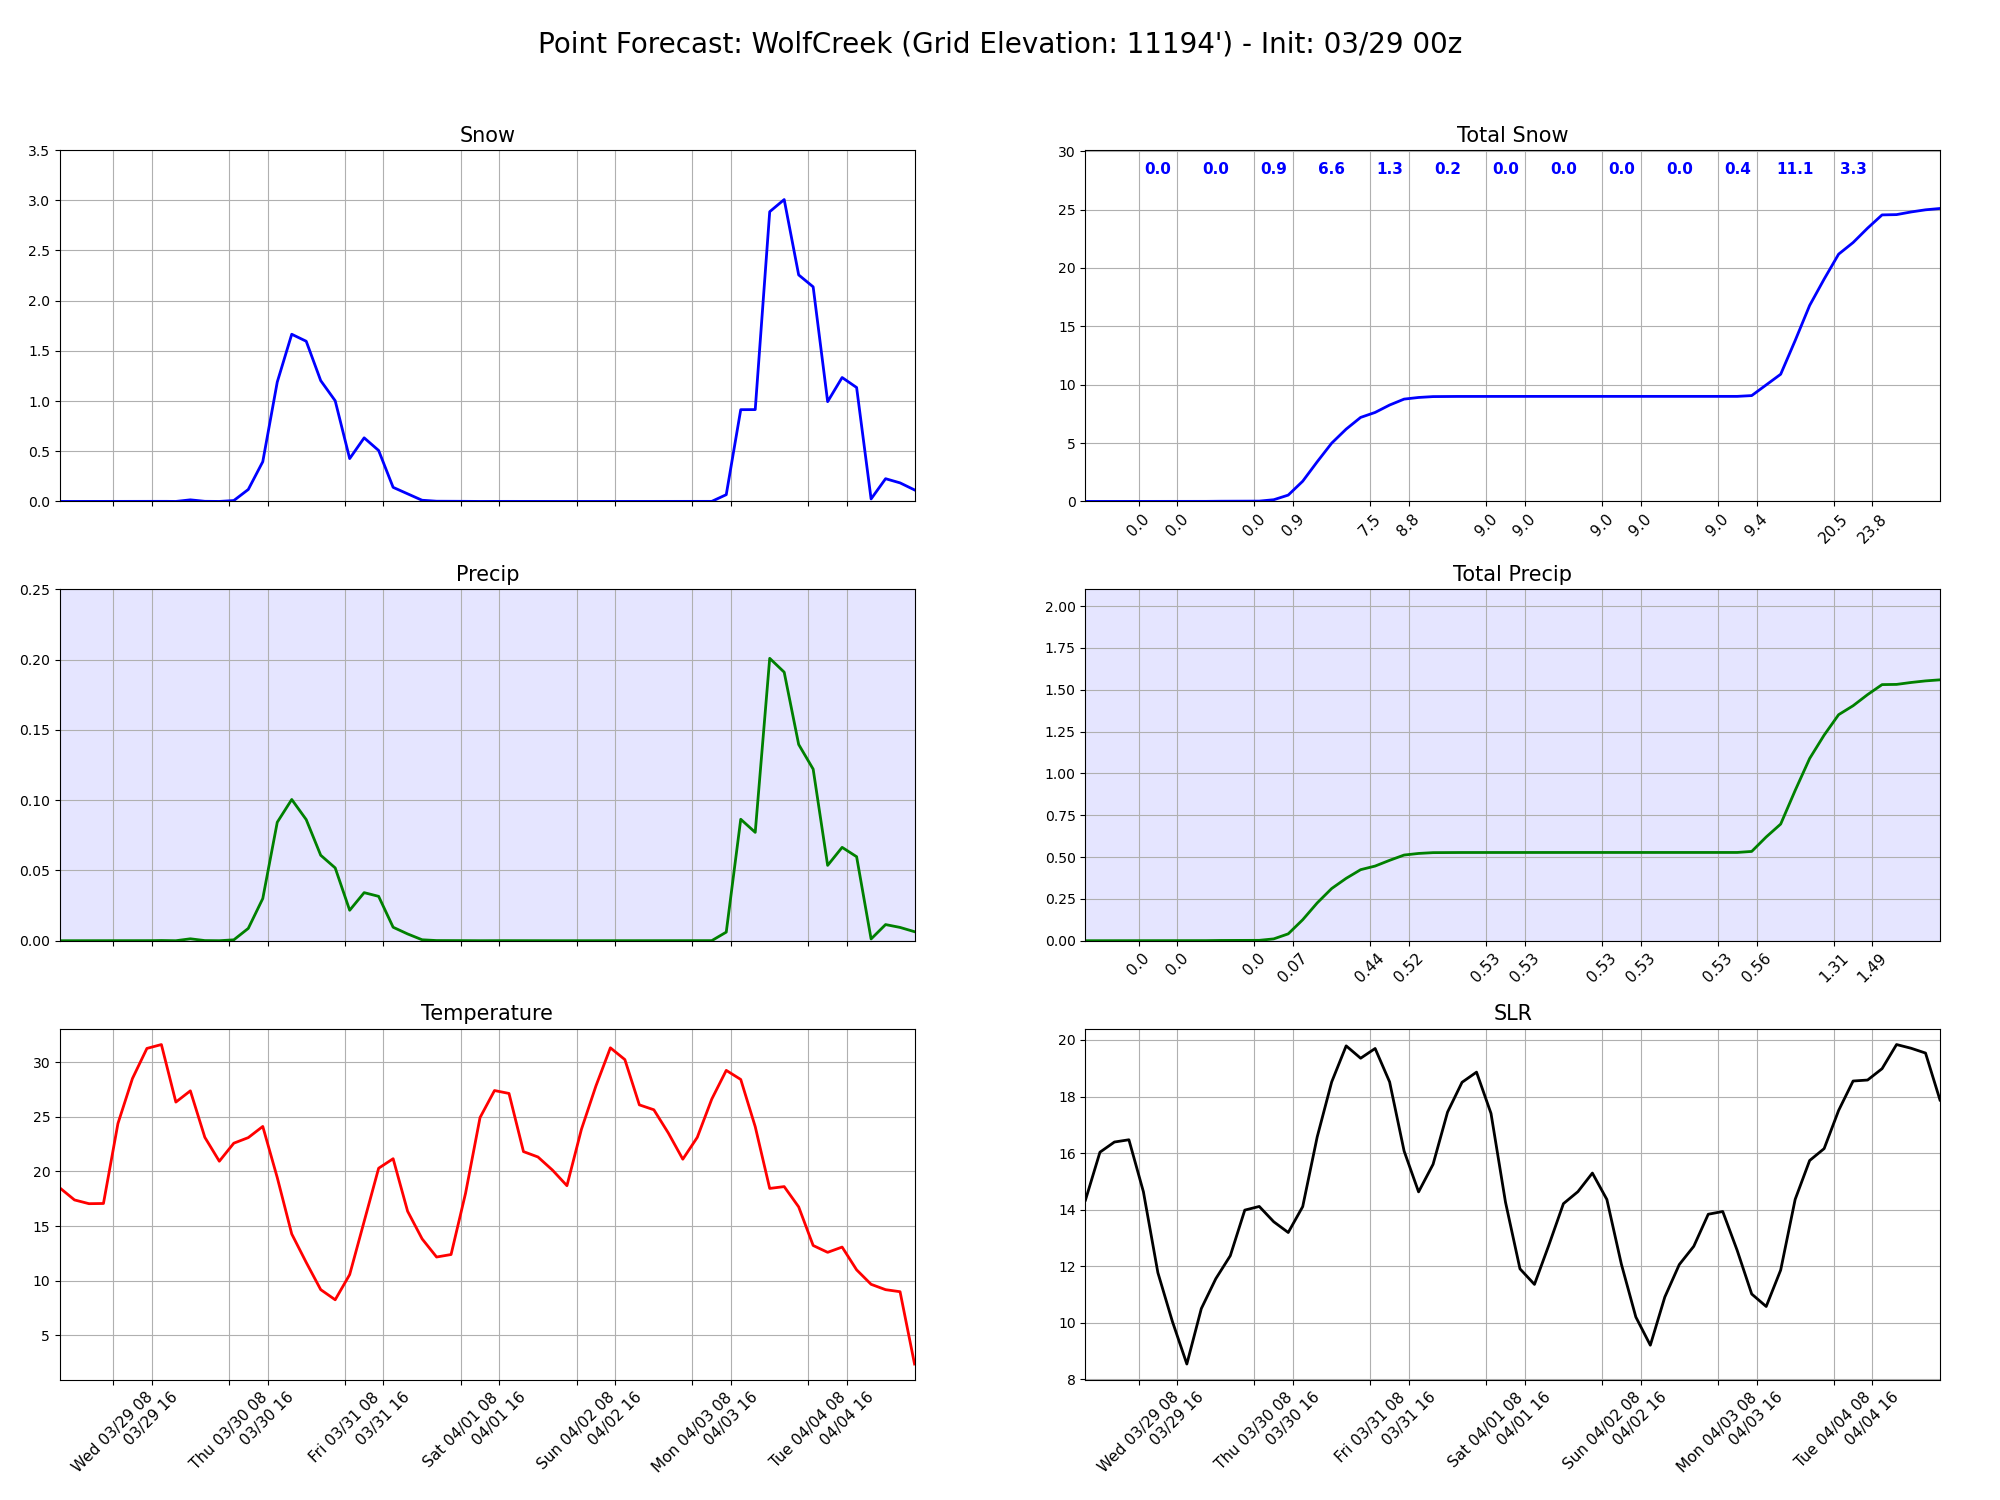 Point Forecast: WolfCreek (Grid Elevation: 11194') - Init: 03/29 00z
Snow
3.5
3.0
2.5
2.0
1.5
1.0
0.5
0.0
Total Snow
30
25
20
15
10
5
0
0.0 0.0 0.9 6.6 1.3 0.2 0.0 0.0 0.0 0.0 0.4 11.1 3.3
0.0 0.0 0.0 0.9 7.5 8.8 9.0 9.0 9.0 9.0 9.0 9.4 20.5 23.8
Precip
0.25
0.20
0.15
0.10
0.05
0.00
Total Precip
2.00
1.75
1.50
1.25
1.00
0.75
0.50
0.25
0.00
0.0 0.0 0.0 0.07 0.44 0.52 0.53 0.53 0.53 0.53 0.53 0.56 1.31 1.49
Temperature
30
25
20
15
10
5
Wed 03/29 08
03/29 16
Thu 03/30 08
03/30 16
Fri 03/31 08
03/31 16
Sat 04/01 08
04/01 16
Sun 04/02 08
04/02 16
Mon 04/03 08
04/03 16
Tue 04/04 08
04/04 16
SLR
20
18
16
14
12
10
8
Wed 03/29 08
03/29 16
Thu 03/30 08
03/30 16
Fri 03/31 08
03/31 16
Sat 04/01 08
04/01 16
Sun 04/02 08
04/02 16
Mon 04/03 08
04/03 16
Tue 04/04 08
04/04 16